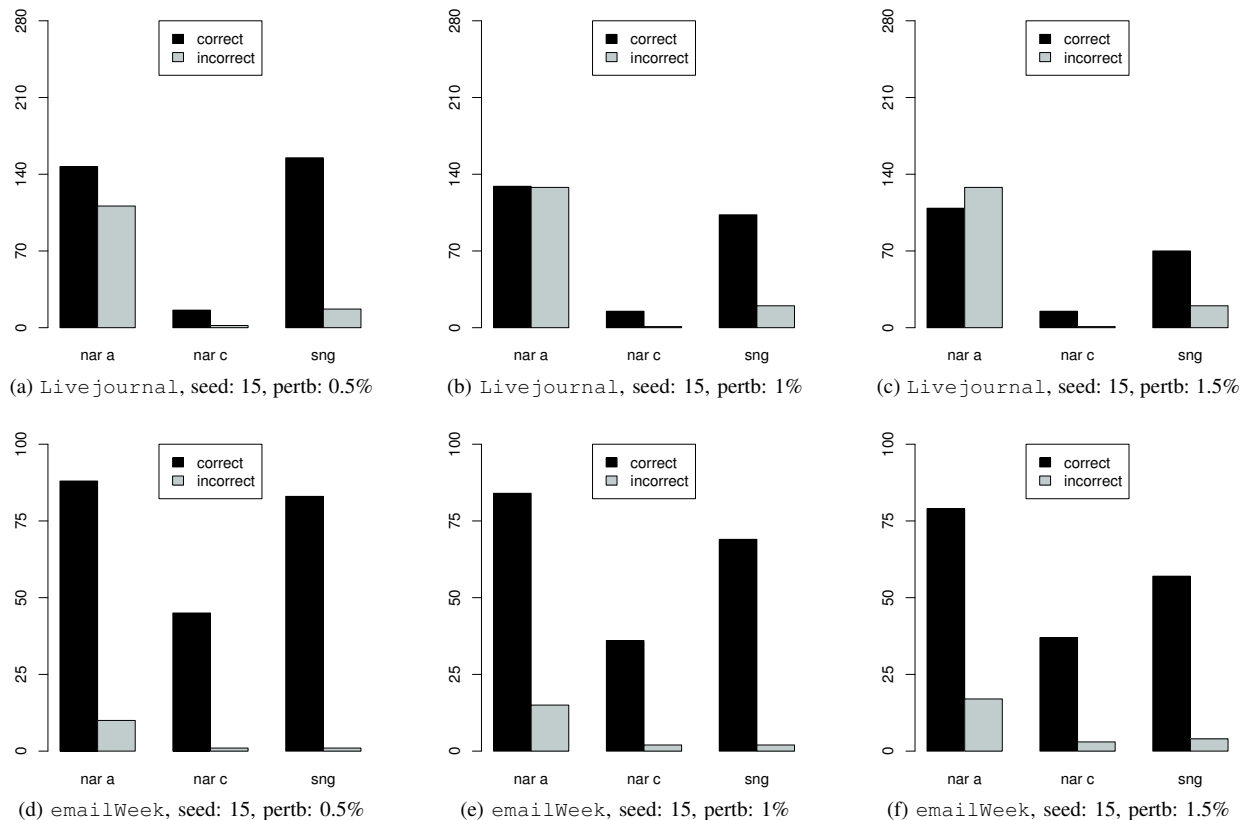 280
210
140
70
0
correct
incorrect
nar a nar c sng
(a) Livejournal, seed: 15, pertb: 0.5%
280
210
140
70
0
correct
incorrect
nar a nar c sng
(b) Livejournal, seed: 15, pertb: 1%
280
210
140
70
0
correct
incorrect
nar a nar c sng
(c) Livejournal, seed: 15, pertb: 1.5%
100
75
50
25
0
correct
incorrect
nar a nar c sng
(d) emailWeek, seed: 15, pertb: 0.5%
100
75
50
25
0
correct
incorrect
nar a nar c sng
(e) emailWeek, seed: 15, pertb: 1%
100
75
50
25
0
correct
incorrect
nar a nar c sng
(f) emailWeek, seed: 15, pertb: 1.5%